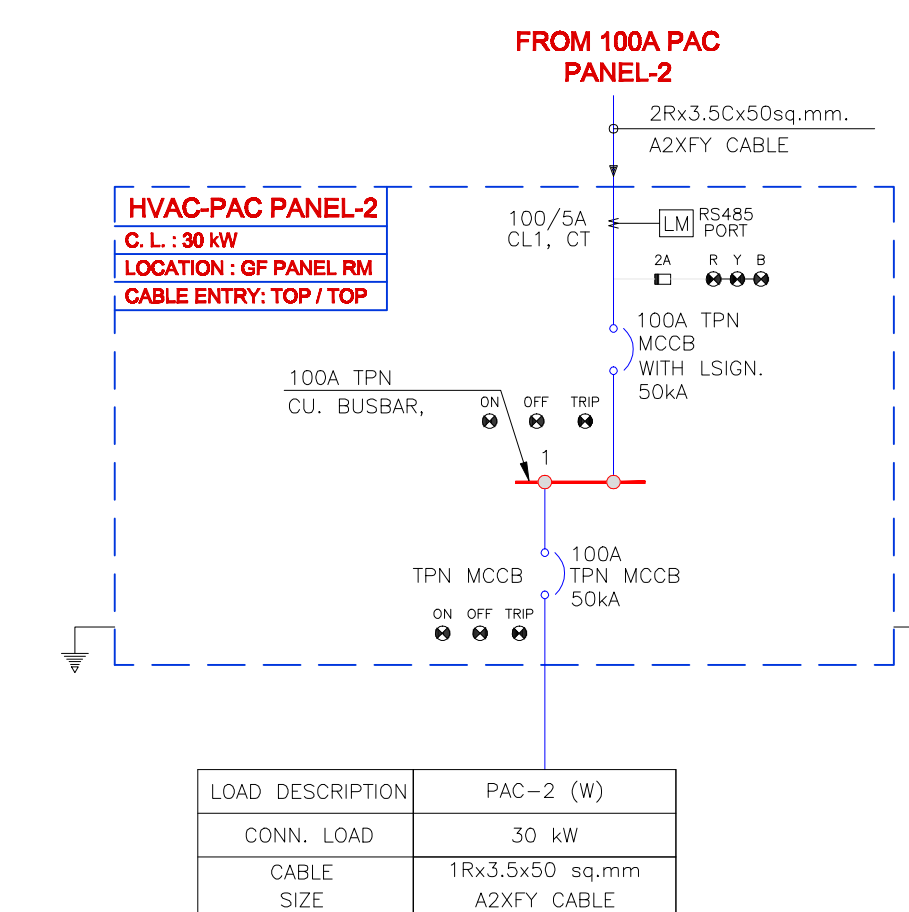 FROM 100A PAC
PANEL-2
2Rx3.5Cx50sq.mm.
A2XFY CABLE
HVAC-PAC PANEL-2
C. L. : 30 kW
LOCATION : GF PANEL RM
CABLE ENTRY: TOP / TOP
100/5A
CL1, CT
LM
RS485
PORT
2A
R Y B
100A TPN
MCCB
WITH LSIGN.
50kA
100A TPN
CU. BUSBAR,
ON OFF TRIP
1
TPN MCCB
100A
TPN MCCB
50kA
ON OFF TRIP
LOAD DESCRIPTION PAC-2 (W)
CONN. LOAD 30 kW
CABLE
SIZE
1Rx3.5x50 sq.mm
A2XFY CABLE